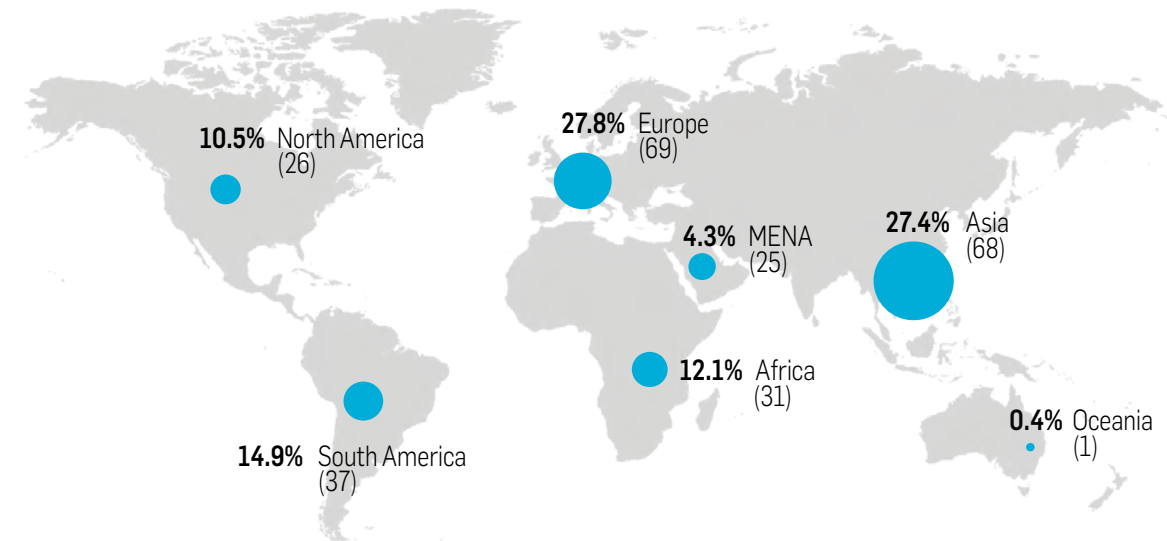 10.5% North America
(26)
27.8% Europe
(69)
4.3% MENA
(25)
27.4% Asia
(68)
12.1% Africa
(31)
0.4% Oceania
(1)
14.9% South America
(37)